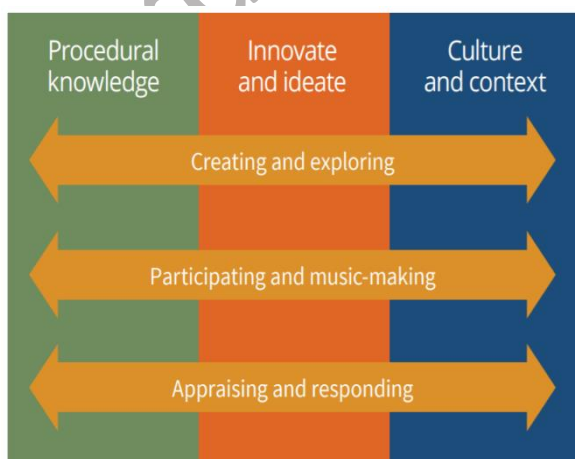 Procedural
knowledge
Innovate
and ideate
Culture
and context
Creating and exploring
Participating and music-making
Appraising and responding